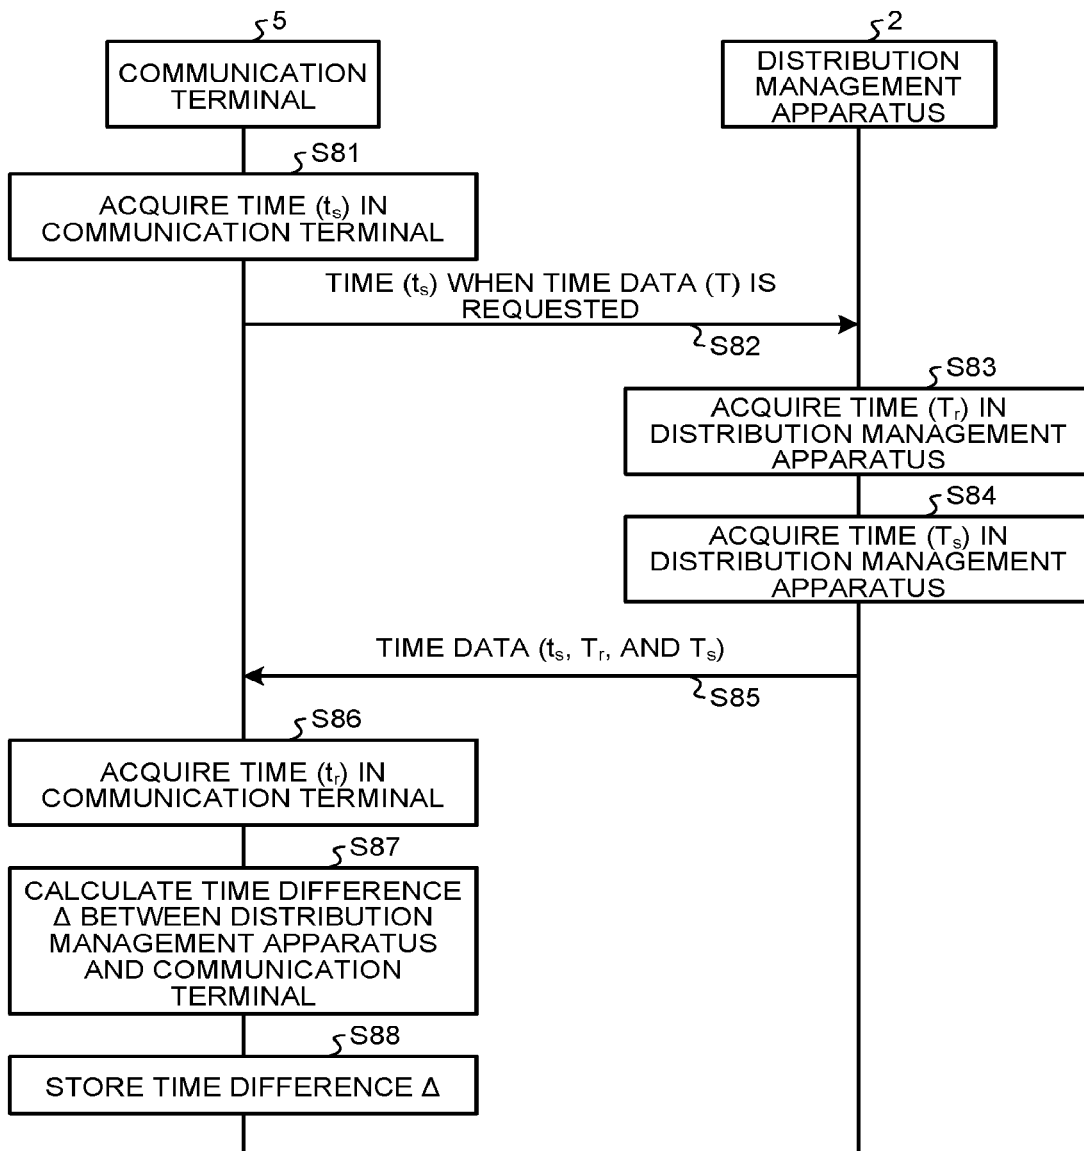 5
COMMUNICATION
TERMINAL
2
DISTRIBUTION
MANAGEMENT
APPARATUS
S81
ACQUIRE TIME (ts) IN
COMMUNICATION TERMINAL
TIME (ts) WHEN TIME DATA (T) IS
REQUESTED
S82
S83
ACQUIRE TIME (Tr) IN
DISTRIBUTION MANAGEMENT
APPARATUS
S84
ACQUIRE TIME (Ts) IN
DISTRIBUTION MANAGEMENT
APPARATUS
TIME DATA (ts, Tr, AND Ts)
S85
S86
ACQUIRE TIME (tr) IN
COMMUNICATION TERMINAL
S87
CALCULATE TIME DIFFERENCE
Δ BETWEEN DISTRIBUTION
MANAGEMENT APPARATUS
AND COMMUNICATION
TERMINAL
S88
STORE TIME DIFFERENCE Δ